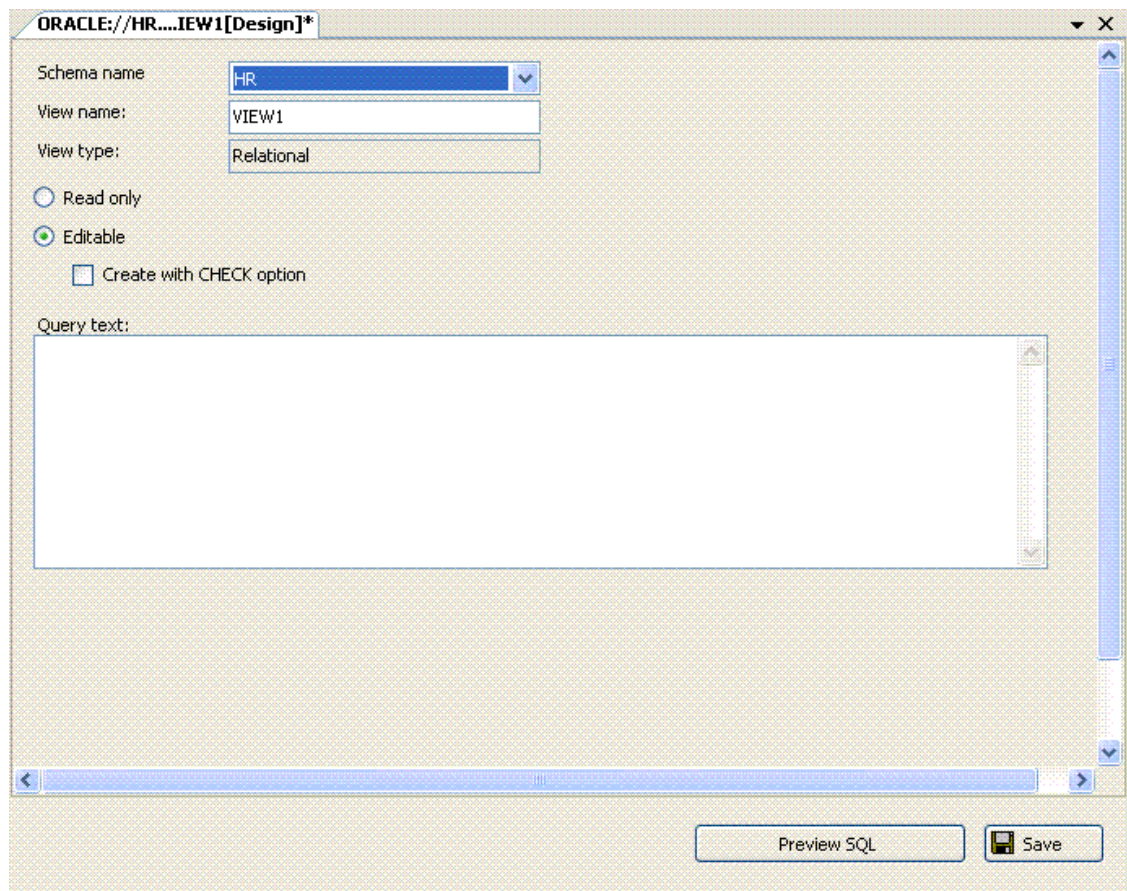 ORACLE://HR....IEW1[Design]*
Schema name HR
View name: VIEW1
View type: Relational
Read only
Editable
Create with CHECK option
Query text:
Preview SQL Save